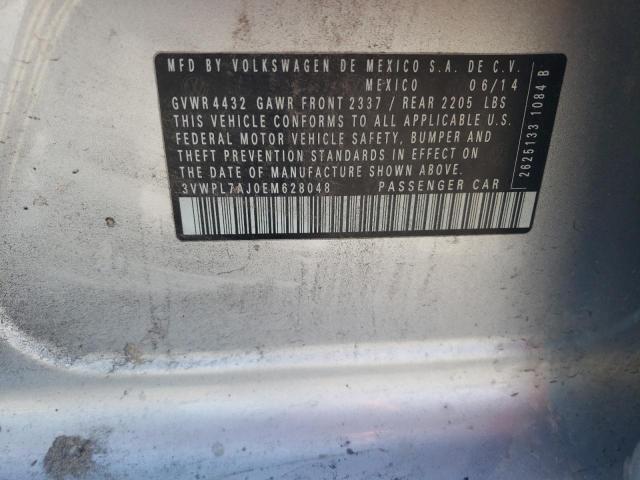 MFD BY VOLKSWAGEN DE MEXICO S.A. DE C.V.
MEXICO 06/14
GVWR 4432 GAWR FRONT 2337 / REAR 2205 LBS
THIS VEHICLE CONFORMS TO ALL APPLICABLE U.S.
FEDERAL MOTOR VEHICLE SAFETY, BUMPER AND
THEFT PREVENTION STANDARDS IN EFFECT ON
THE DATE OF MANUFACTURE SHOWN ABOVE.
3VWPL7AJ0EM628048 PASSENGER CAR
2625133 1084 B